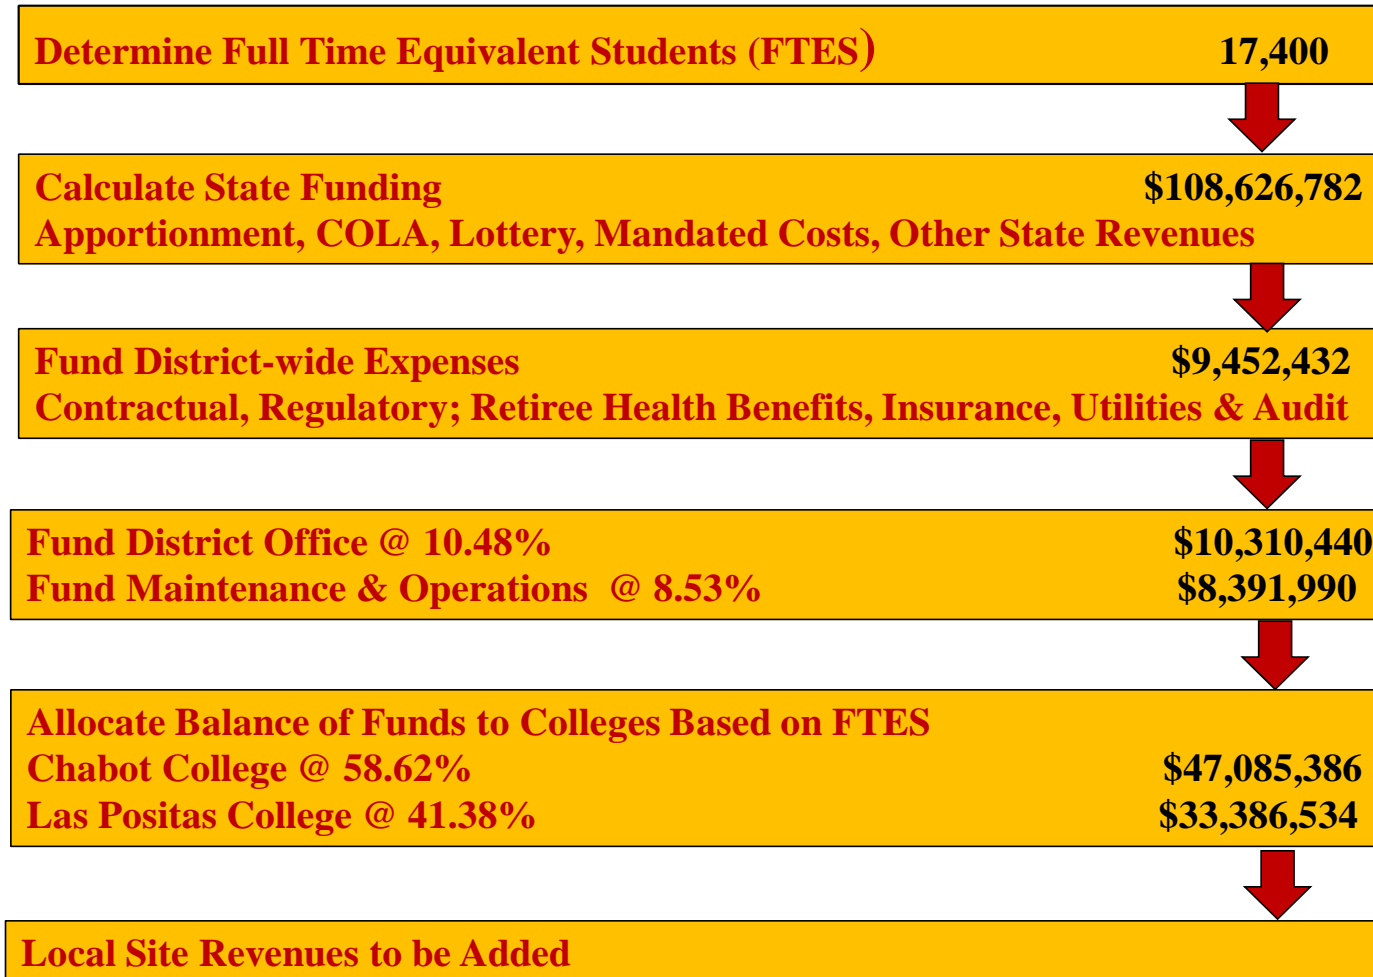 Determine Full Time Equivalent Students (FTES) 17,400
Calculate State Funding $108,626,782
Apportionment, COLA, Lottery, Mandated Costs, Other State Revenues
Fund District-wide Expenses $9,452,432
Contractual, Regulatory; Retiree Health Benefits, Insurance, Utilities & Audit
Fund District Office @ 10.48% $10,310,440
Fund Maintenance & Operations @ 8.53% $8,391,990
Allocate Balance of Funds to Colleges Based on FTES
Chabot College @ 58.62% $47,085,386
Las Positas College @ 41.38% $33,386,534
Local Site Revenues to be Added